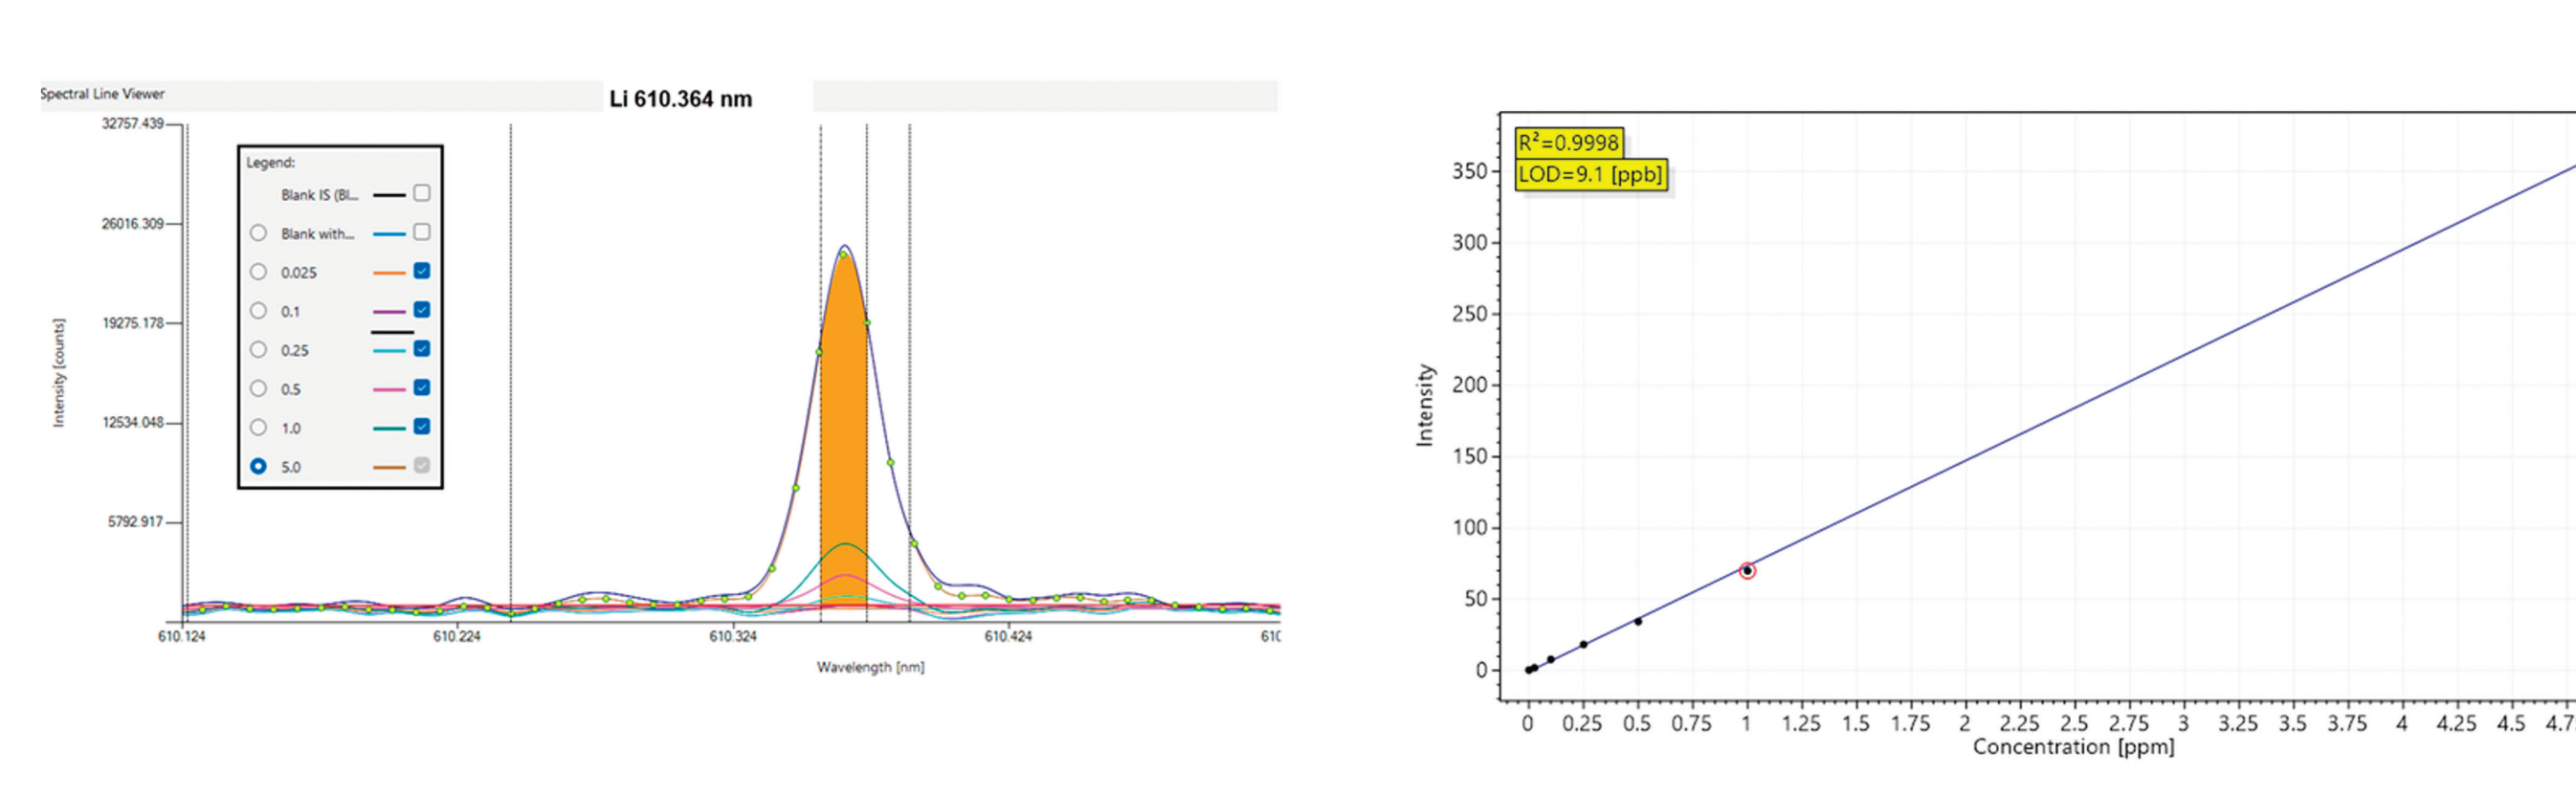 Spectral Line Viewer
Li 610.364 nm
32757.439
26016.309
19275.178
12534.048
5792.917
Intensity [counts]
Legend:
Blank IS (Bl...
Blank with...
0.025
0.1
0.25
0.5
1.0
5.0
610.124
610.224
610.324
610.424
610
Wavelength [nm]
R²=0.9998
LOD=9.1 [ppb]
350
300
250
200
150
100
50
0
Intensity
0 0.25 0.5 0.75 1 1.25 1.5 1.75 2 2.25 2.5 2.75 3 3.25 3.5 3.75 4 4.25 4.5 4.7
Concentration [ppm]